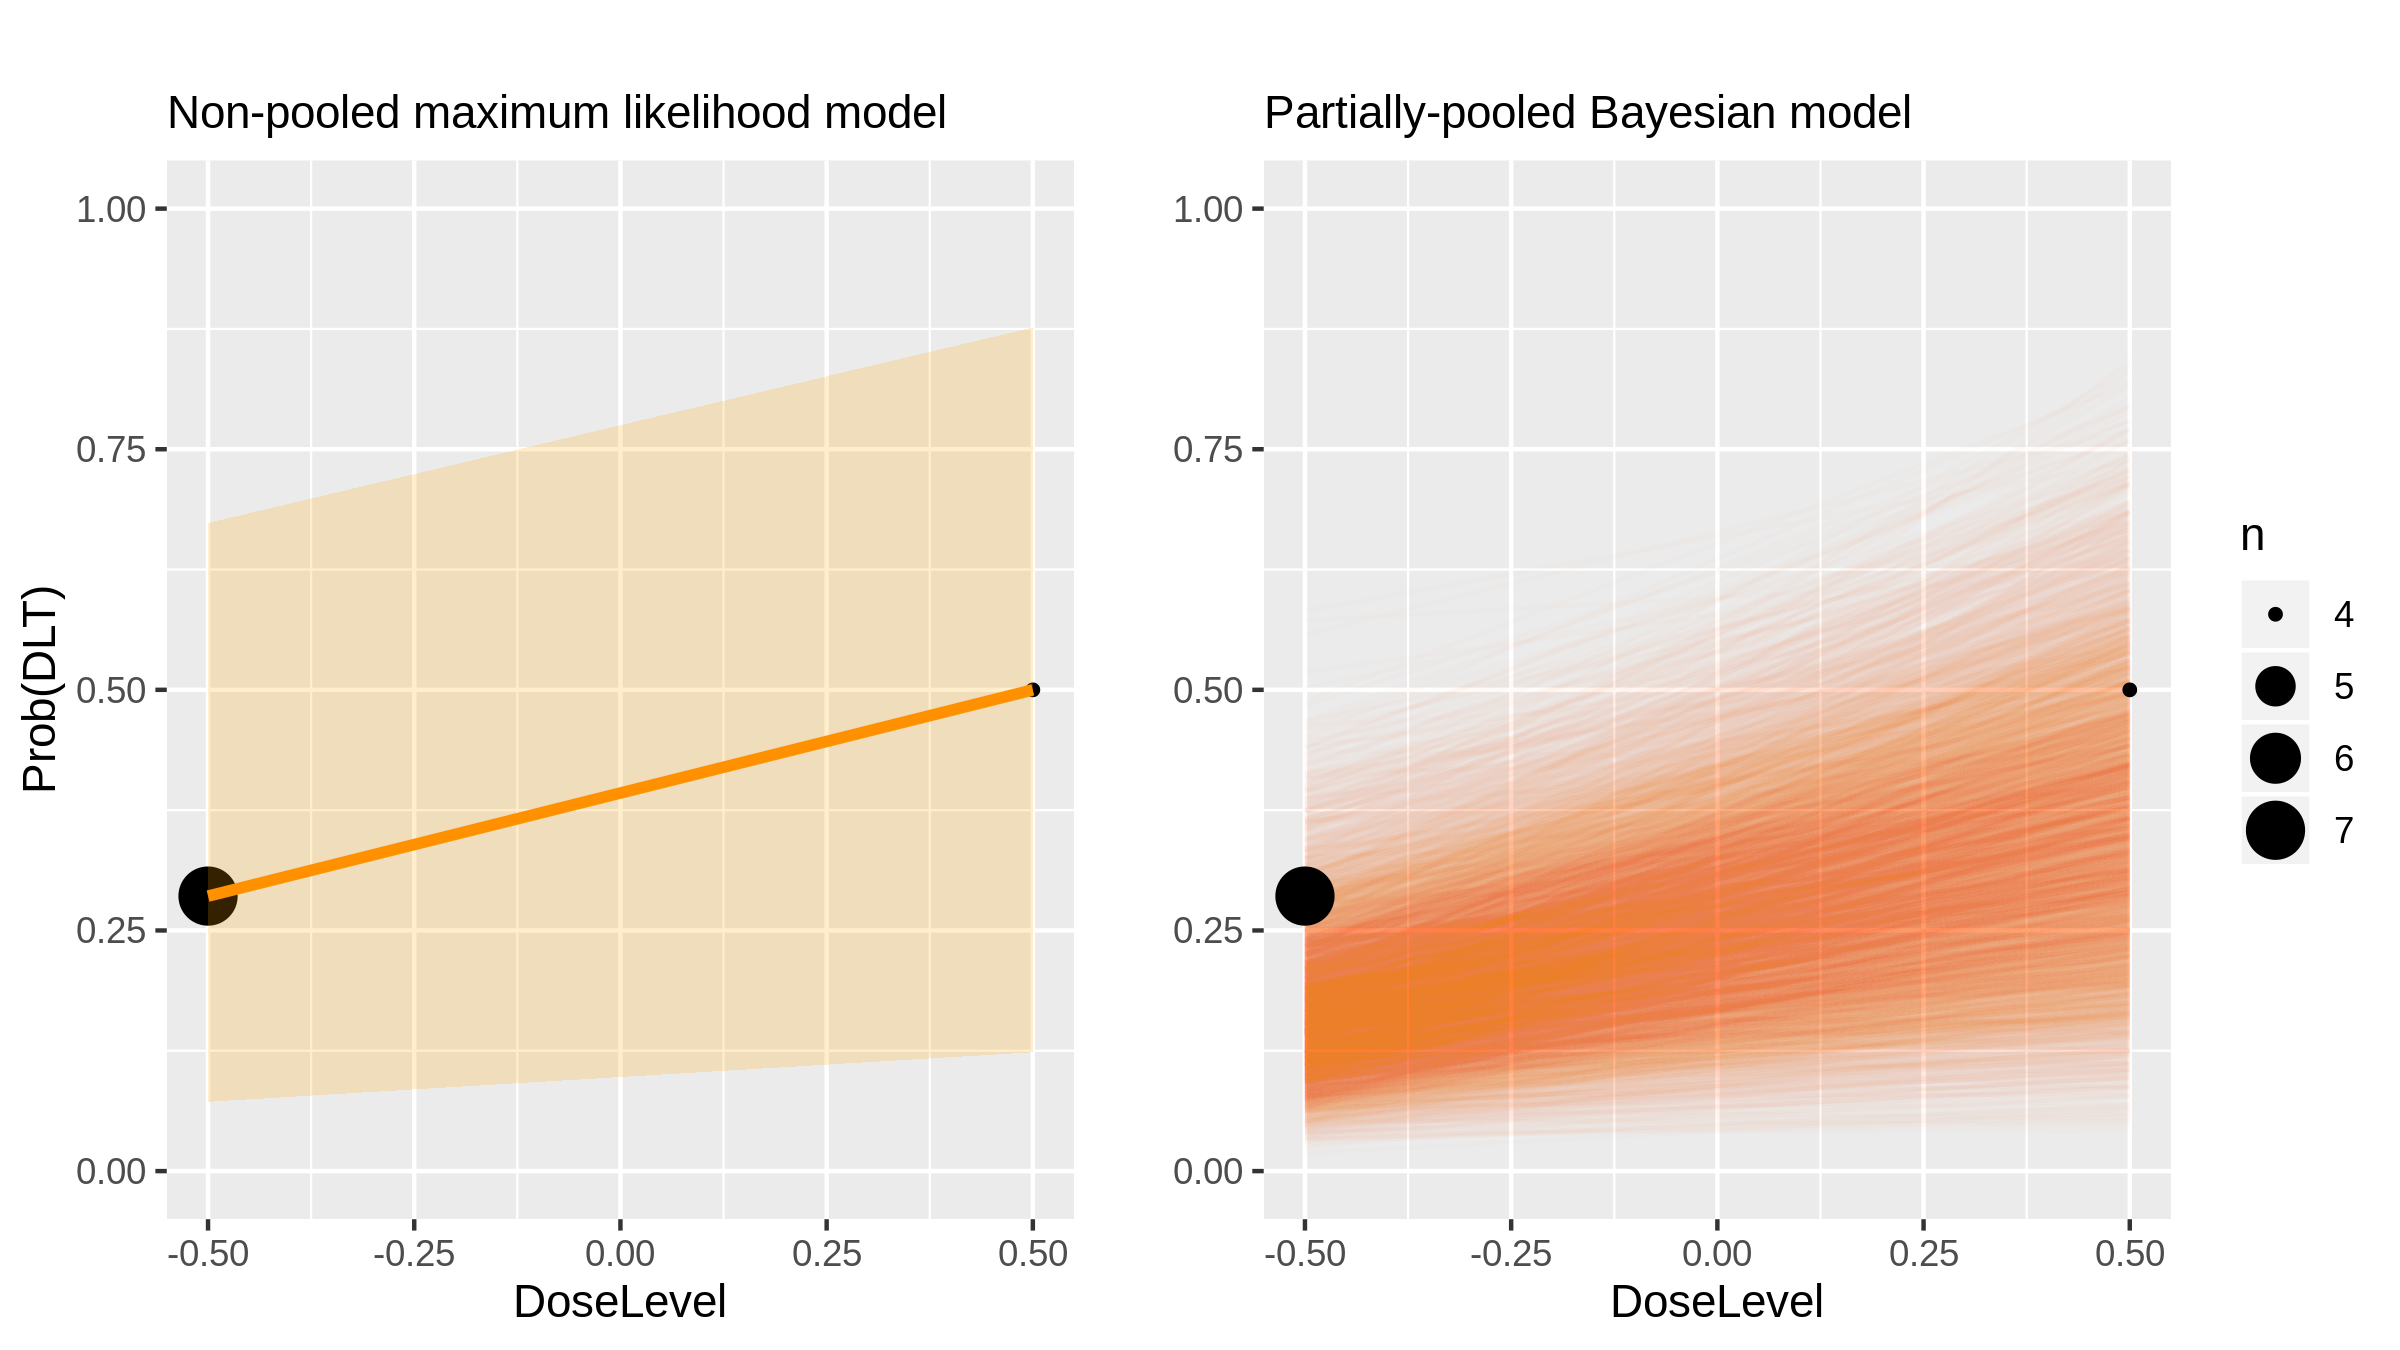 Non-pooled maximum likelihood model
Prob(DLT)
1.00
0.75
0.50
0.25
0.00
-0.50 -0.25 0.00 0.25 0.50
DoseLevel
Partially-pooled Bayesian model
1.00
0.75
0.50
0.25
0.00
-0.50 -0.25 0.00 0.25 0.50
DoseLevel
n
4
5
6
7